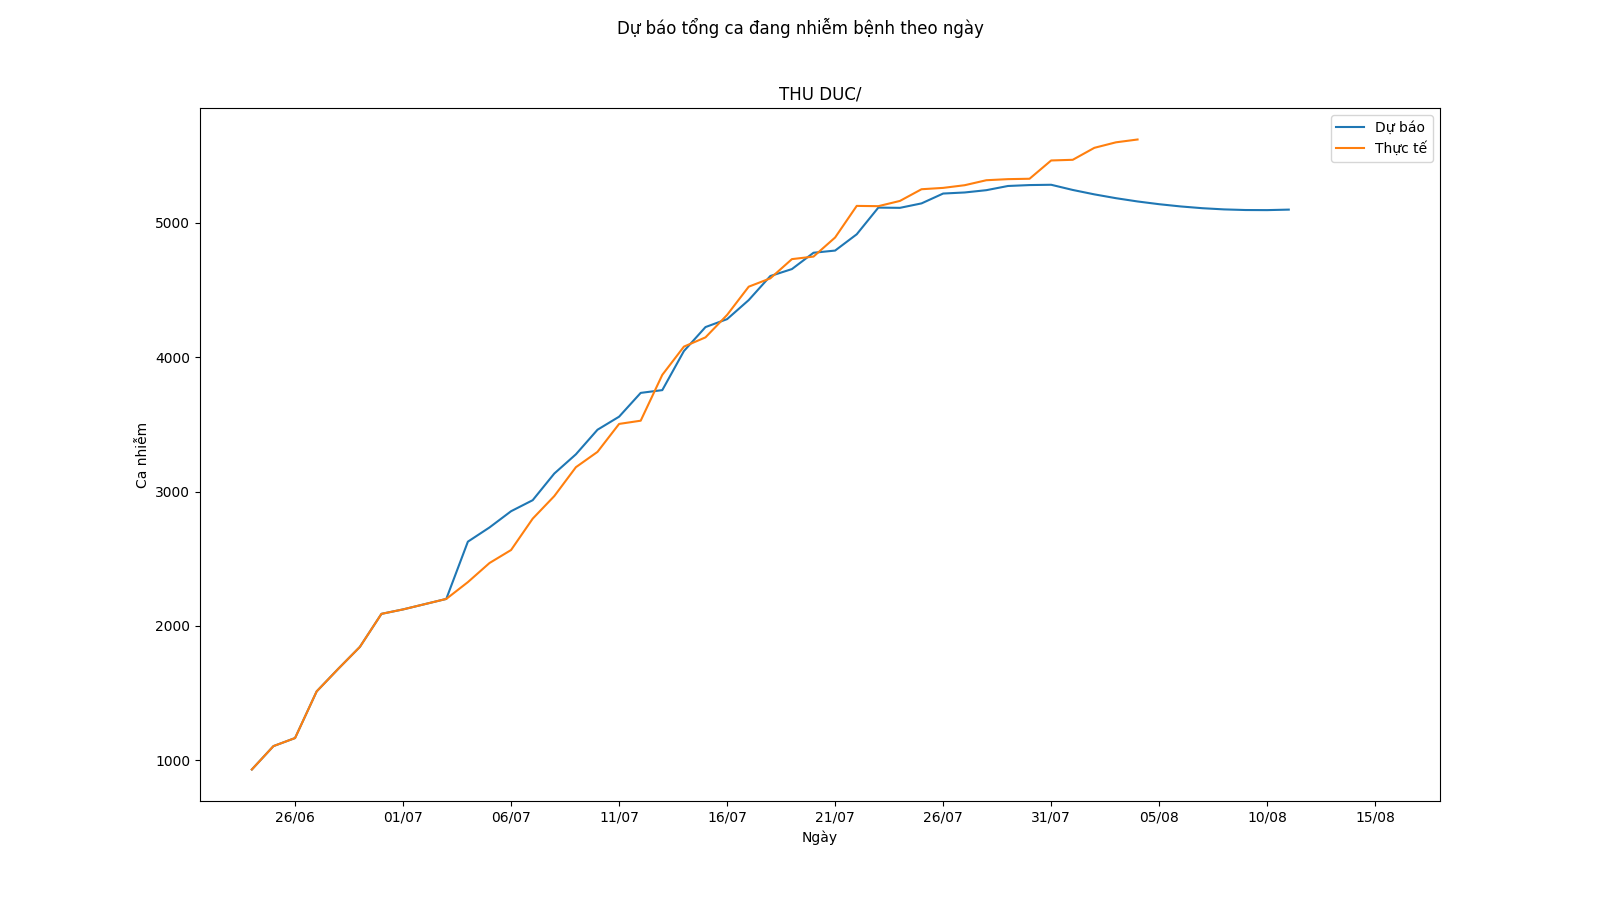 Dự báo tổng ca đang nhiễm bệnh theo ngày
THU DUC/
Dự báo
Thực tế
5000
4000
3000
2000
1000
Ca nhiễm
26/06 01/07 06/07 11/07 16/07 21/07 26/07 31/07 05/08 10/08 15/08
Ngày